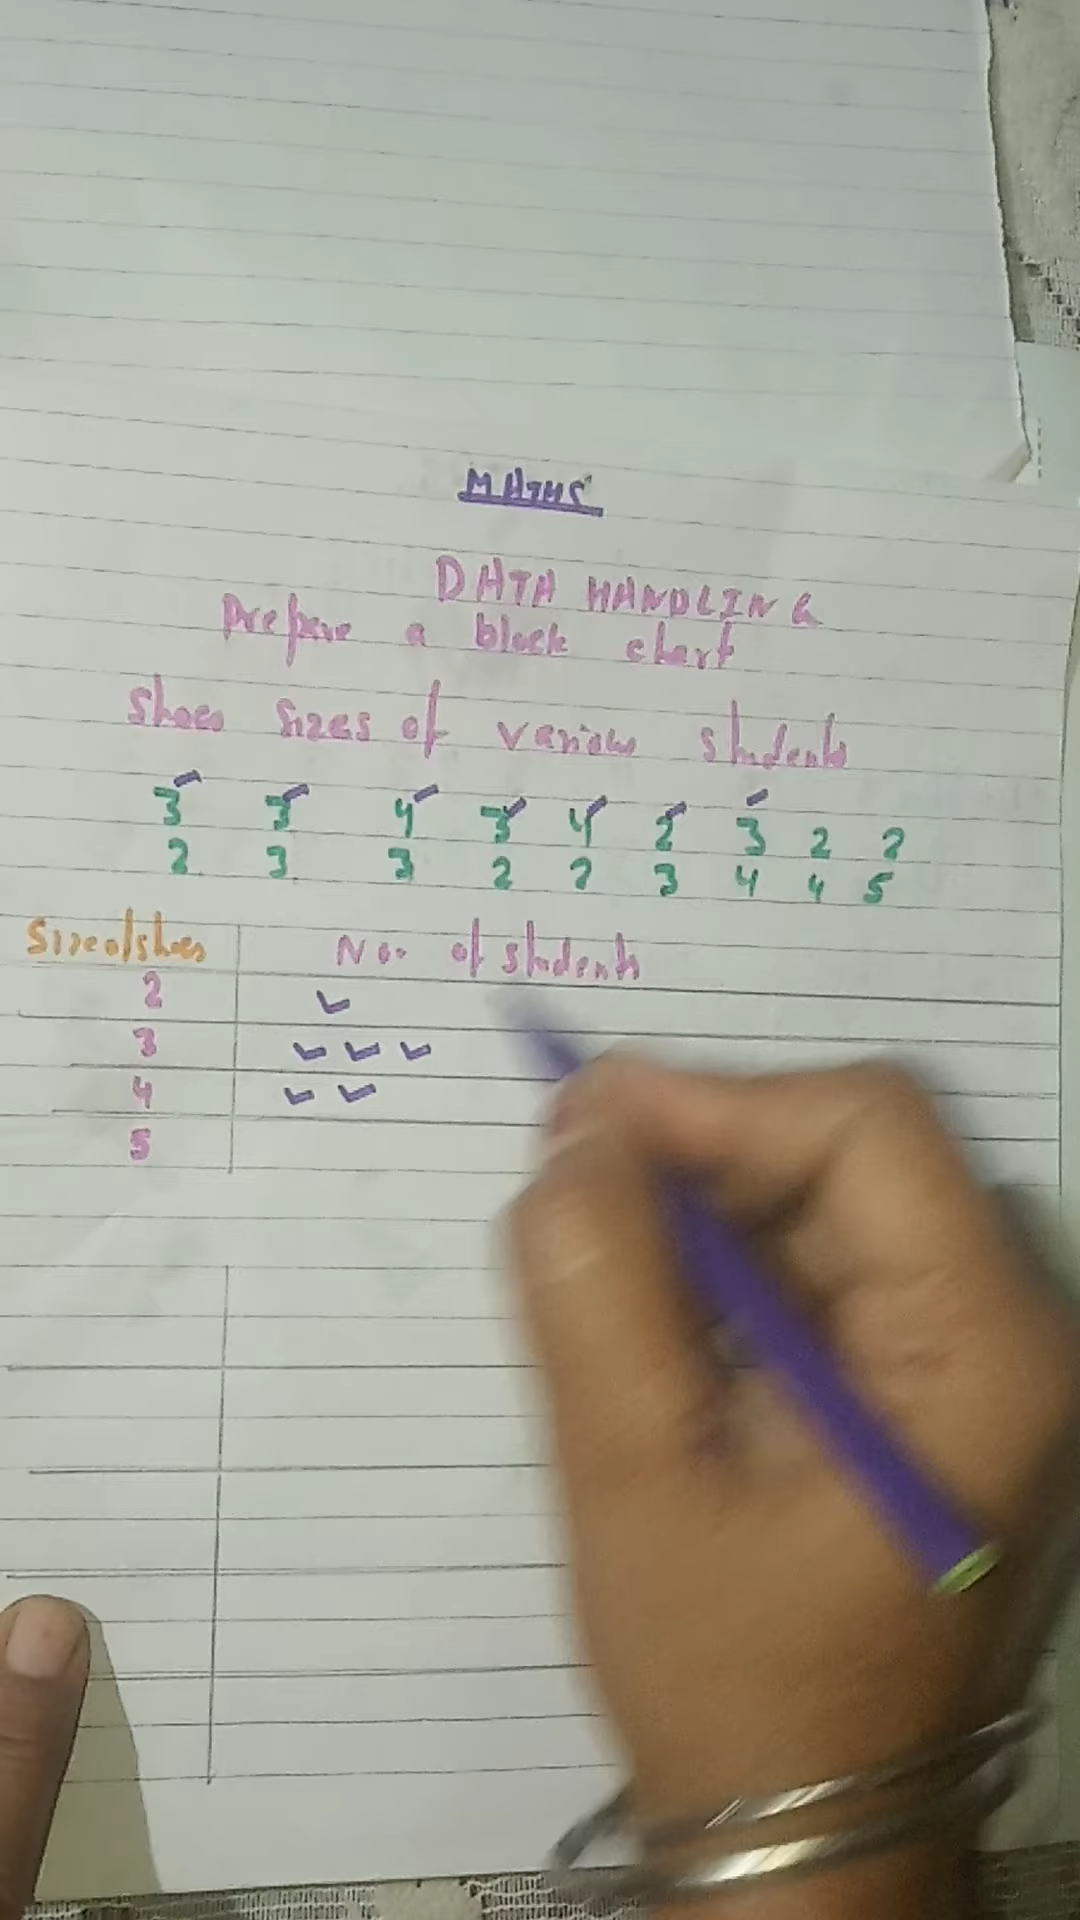 MATHS
DATA HANDLING
Prepare a block chart
Shoes sizes of various students
3 3 4 3 4 2 3 2 2
2 3 3 2 2 3 4 4 5
Size of shoes No. of students
2
3
4
5